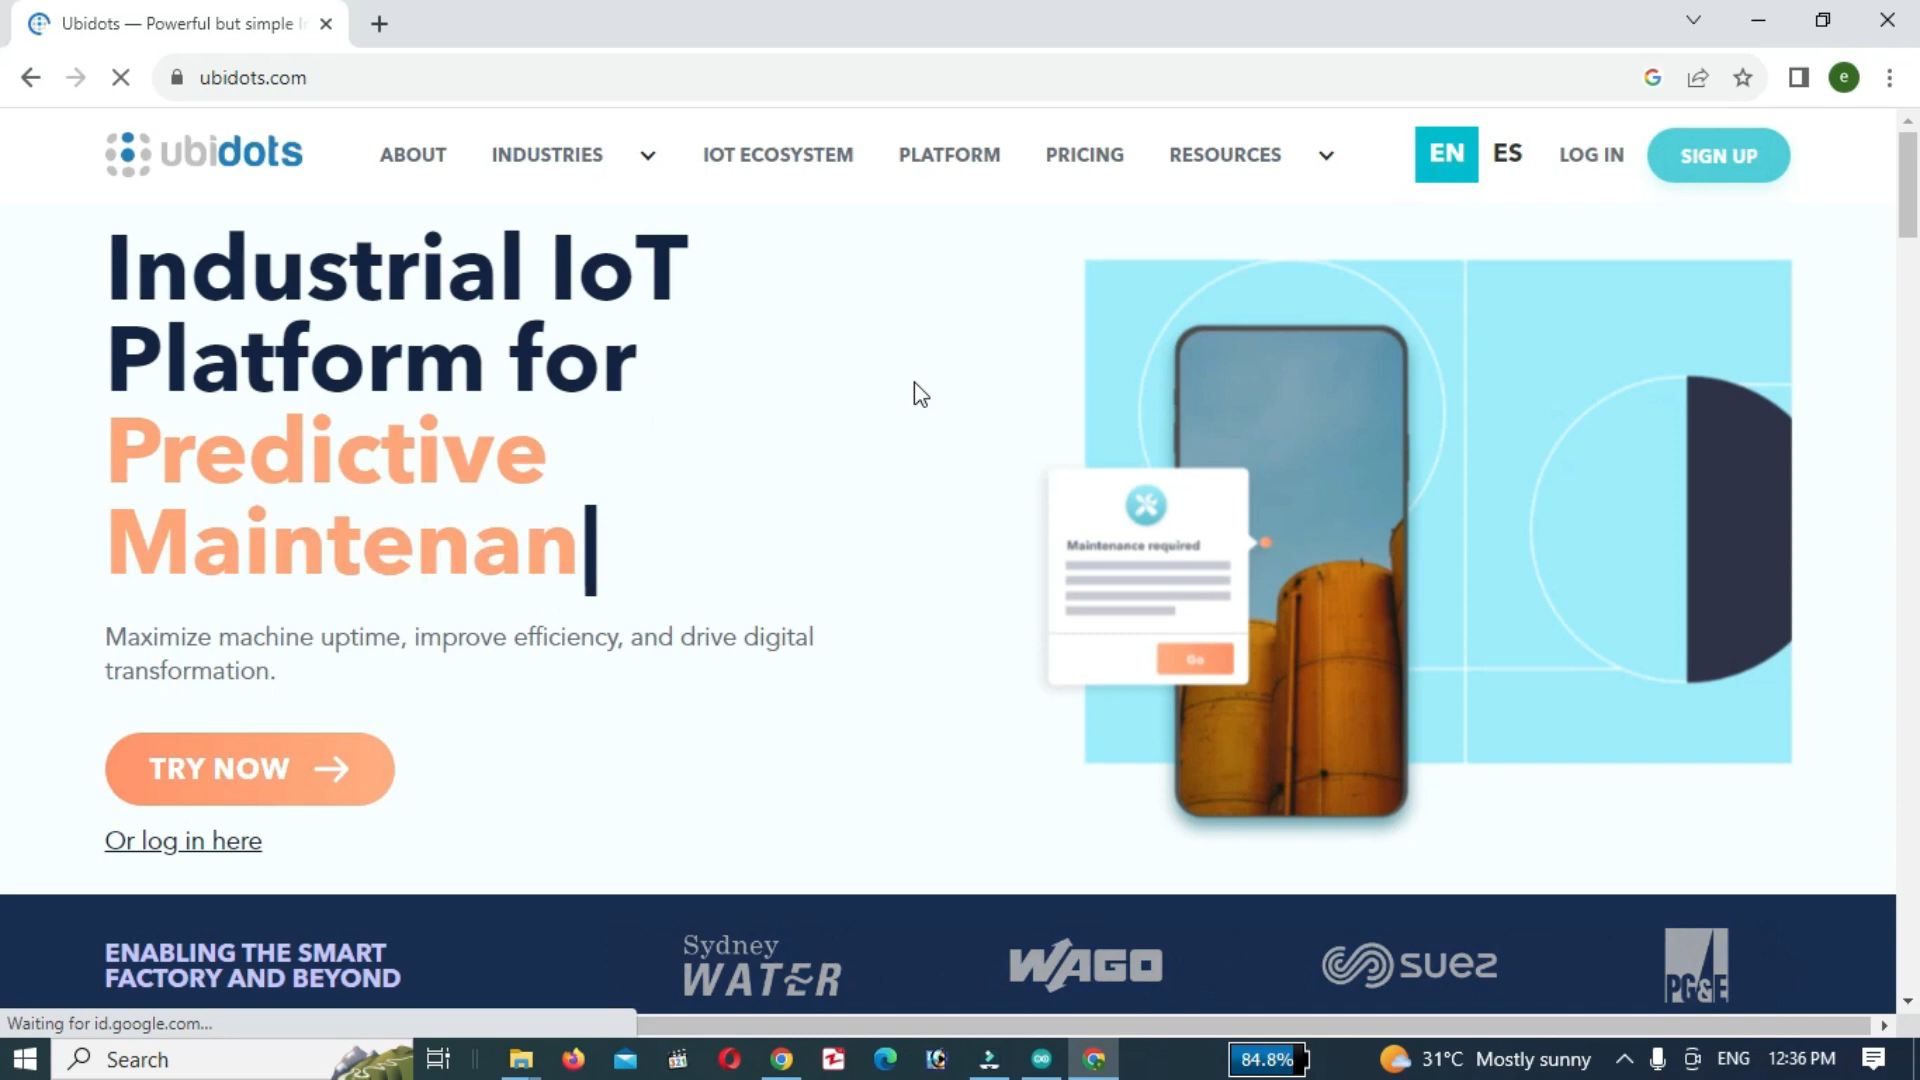 Ubidots — Powerful but simple
ubidots.com
ubidots
ABOUT
INDUSTRIES
IOT ECOSYSTEM
PLATFORM
PRICING
RESOURCES
EN
ES
LOG IN
SIGN UP
Industrial IoT
Platform for
Predictive
Maintenan
Maximize machine uptime, improve efficiency, and drive digital
transformation.
TRY NOW
Or log in here
Maintenance required
Go
ENABLING THE SMART
FACTORY AND BEYOND
Sydney
WATER
WAGO
suez
PG&E
Waiting for id.google.com...
Search
84.8%
31°C Mostly sunny
ENG
12:36 PM